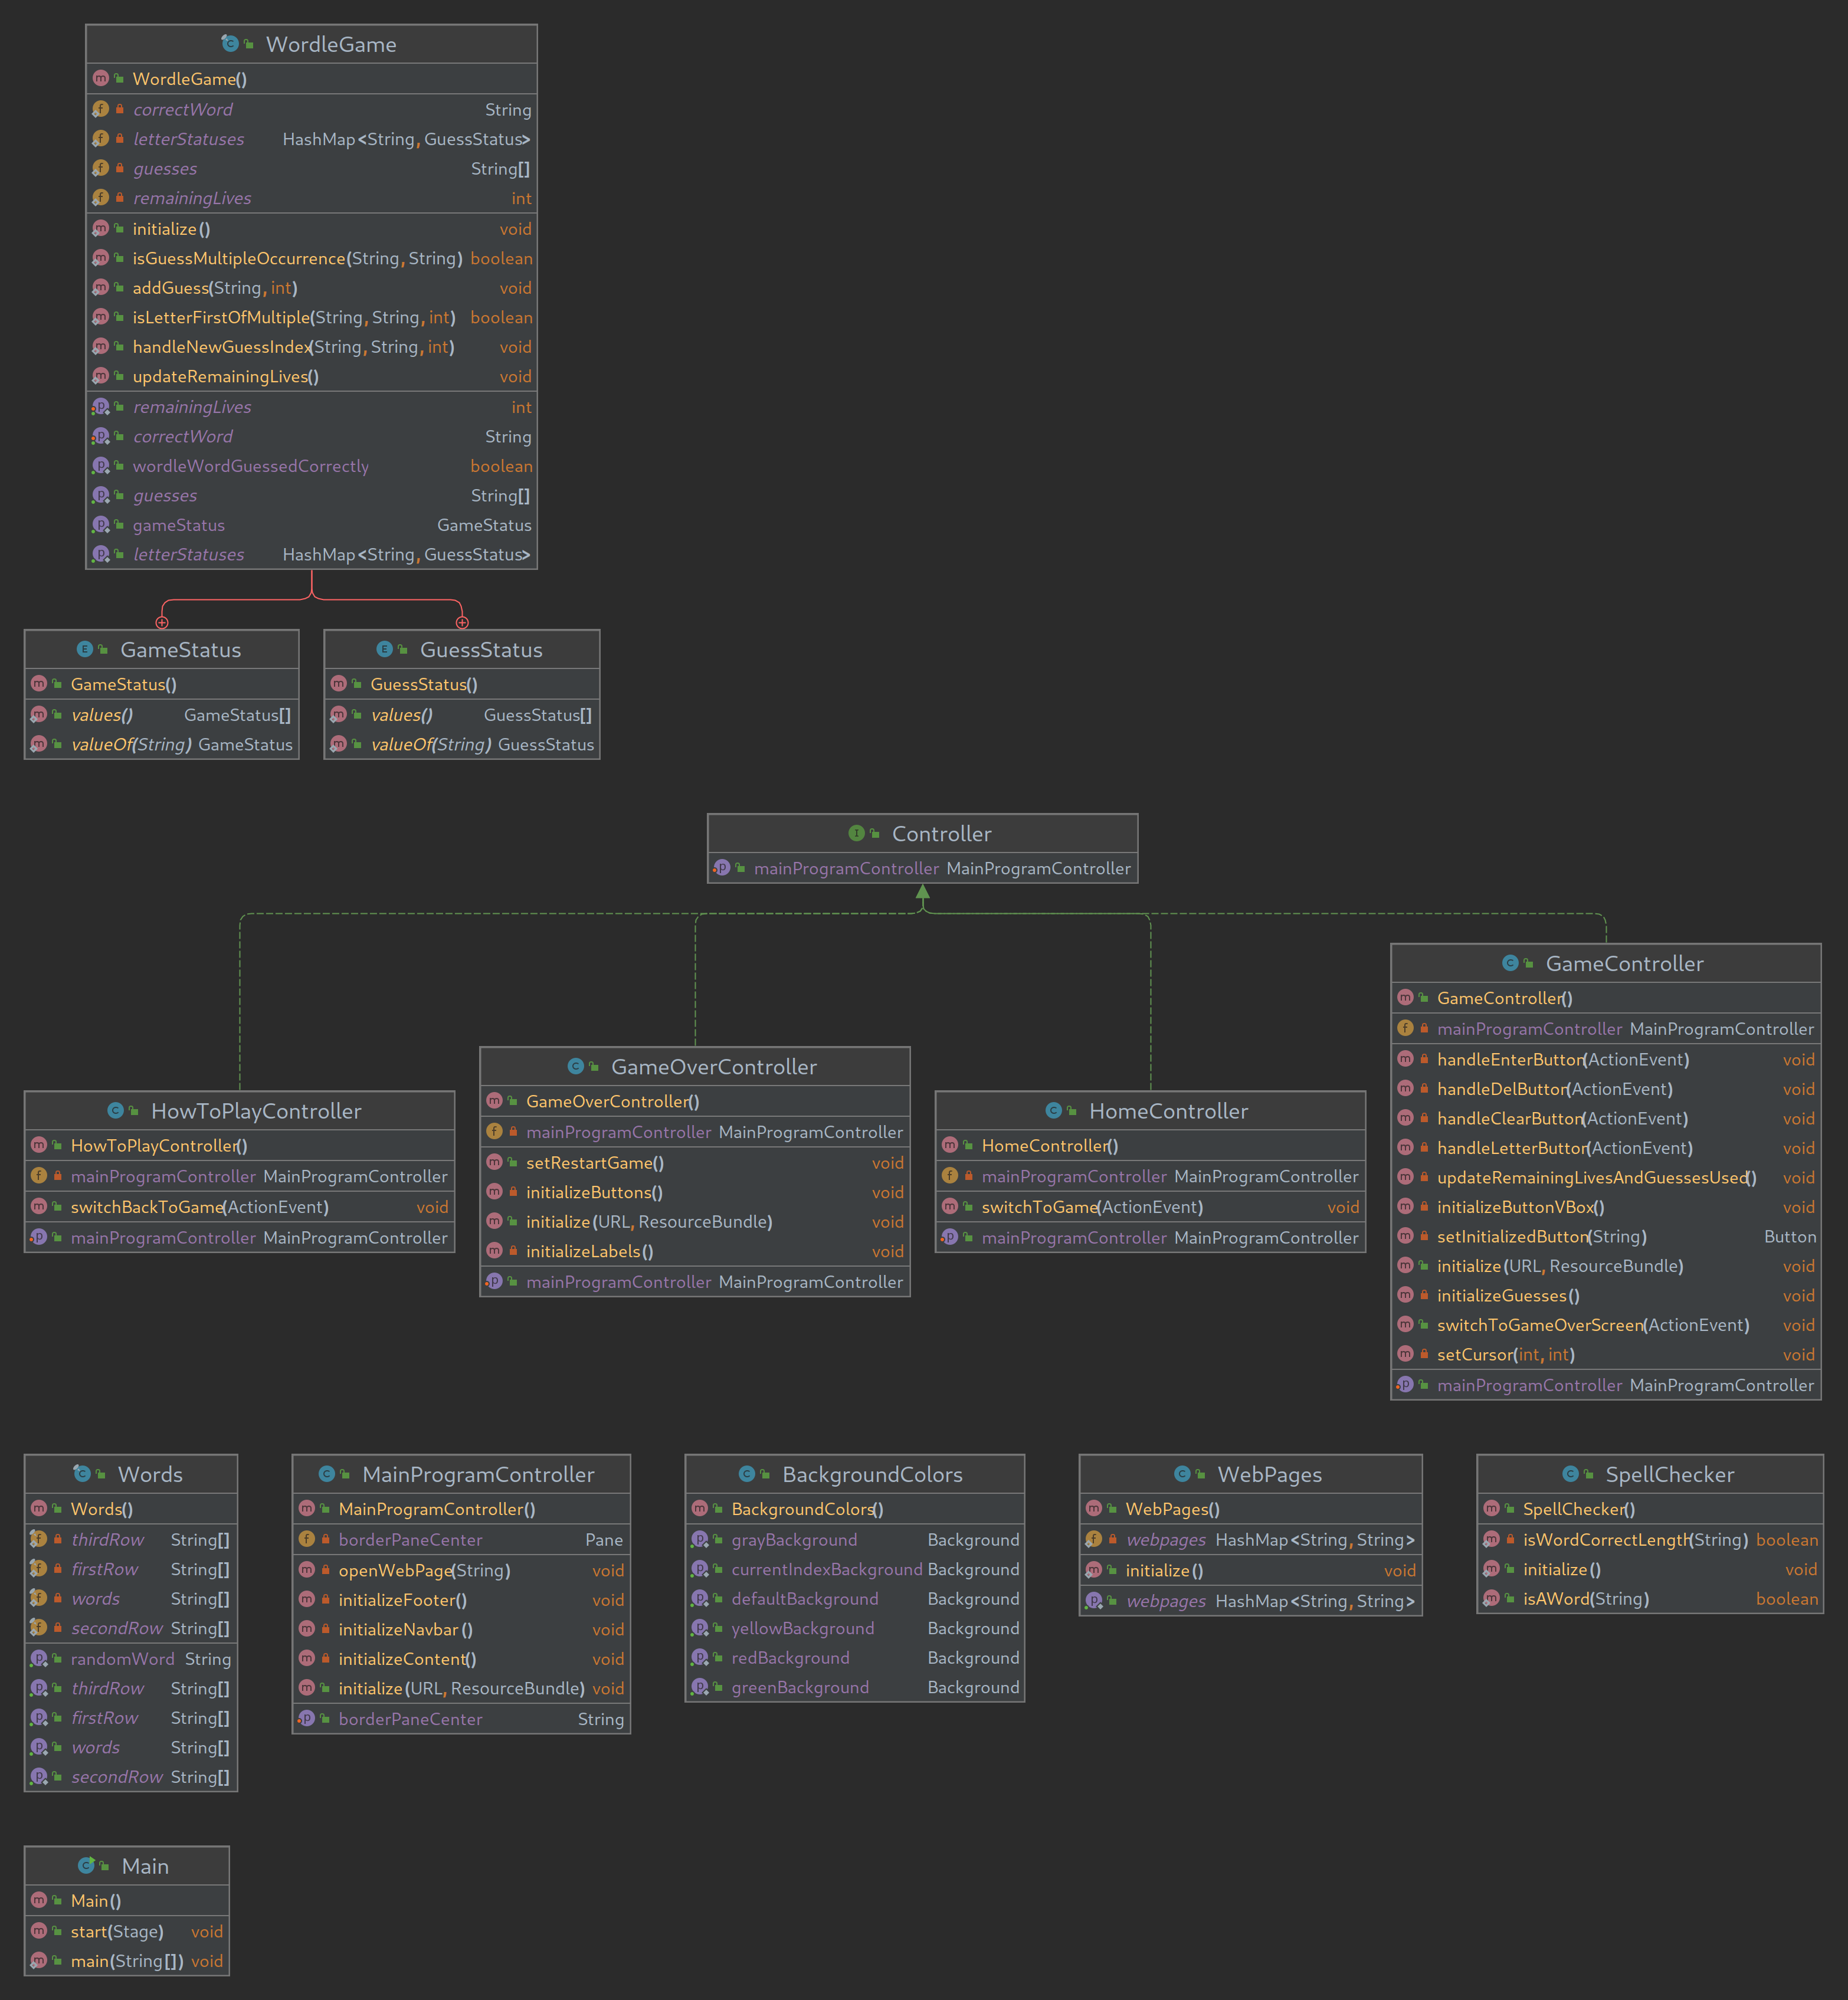 WordleGame
WordleGame()
correctWord String
letterStatuses HashMap<String, GuessStatus>
guesses String[]
remainingLives int
initialize() void
isGuessMultipleOccurrence(String, String) boolean
addGuess(String, int) void
isLetterFirstOfMultiple(String, String, int) boolean
handleNewGuessIndex(String, String, int) void
updateRemainingLives() void
remainingLives int
correctWord String
wordleWordGuessedCorrectly boolean
guesses String[]
gameStatus GameStatus
letterStatuses HashMap<String, GuessStatus>
GameStatus
GameStatus()
values() GameStatus[]
valueOf(String) GameStatus
GuessStatus
GuessStatus()
values() GuessStatus[]
valueOf(String) GuessStatus
Controller
mainProgramController MainProgramController
HowToPlayController
HowToPlayController()
mainProgramController MainProgramController
switchBackToGame(ActionEvent) void
mainProgramController MainProgramController
GameOverController
GameOverController()
mainProgramController MainProgramController
setRestartGame() void
initializeButtons() void
initialize(URL, ResourceBundle) void
initializeLabels() void
mainProgramController MainProgramController
HomeController
HomeController()
mainProgramController MainProgramController
switchToGame(ActionEvent) void
mainProgramController MainProgramController
GameController
GameController()
mainProgramController MainProgramController
handleEnterButton(ActionEvent) void
handleDelButton(ActionEvent) void
handleClearButton(ActionEvent) void
handleLetterButton(ActionEvent) void
updateRemainingLivesAndGuessesUsed() void
initializeButtonVBox() void
setInitializedButton(String) Button
initialize(URL, ResourceBundle) void
initializeGuesses() void
switchToGameOverScreen(ActionEvent) void
setCursor(int, int) void
mainProgramController MainProgramController
Words
Words()
thirdRow String[]
firstRow String[]
words String[]
secondRow String[]
randomWord String
thirdRow String[]
firstRow String[]
words String[]
secondRow String[]
MainProgramController
MainProgramController()
borderPaneCenter Pane
openWebPage(String) void
initializeFooter() void
initializeNavbar() void
initializeContent() void
initialize(URL, ResourceBundle) void
borderPaneCenter String
BackgroundColors
BackgroundColors()
grayBackground Background
currentIndexBackground Background
defaultBackground Background
yellowBackground Background
redBackground Background
greenBackground Background
WebPages
WebPages()
webpages HashMap<String, String>
initialize() void
webpages HashMap<String, String>
SpellChecker
SpellChecker()
isWordCorrectLength(String) boolean
initialize() void
isAWord(String) boolean
Main
Main()
start(Stage) void
main(String[]) void